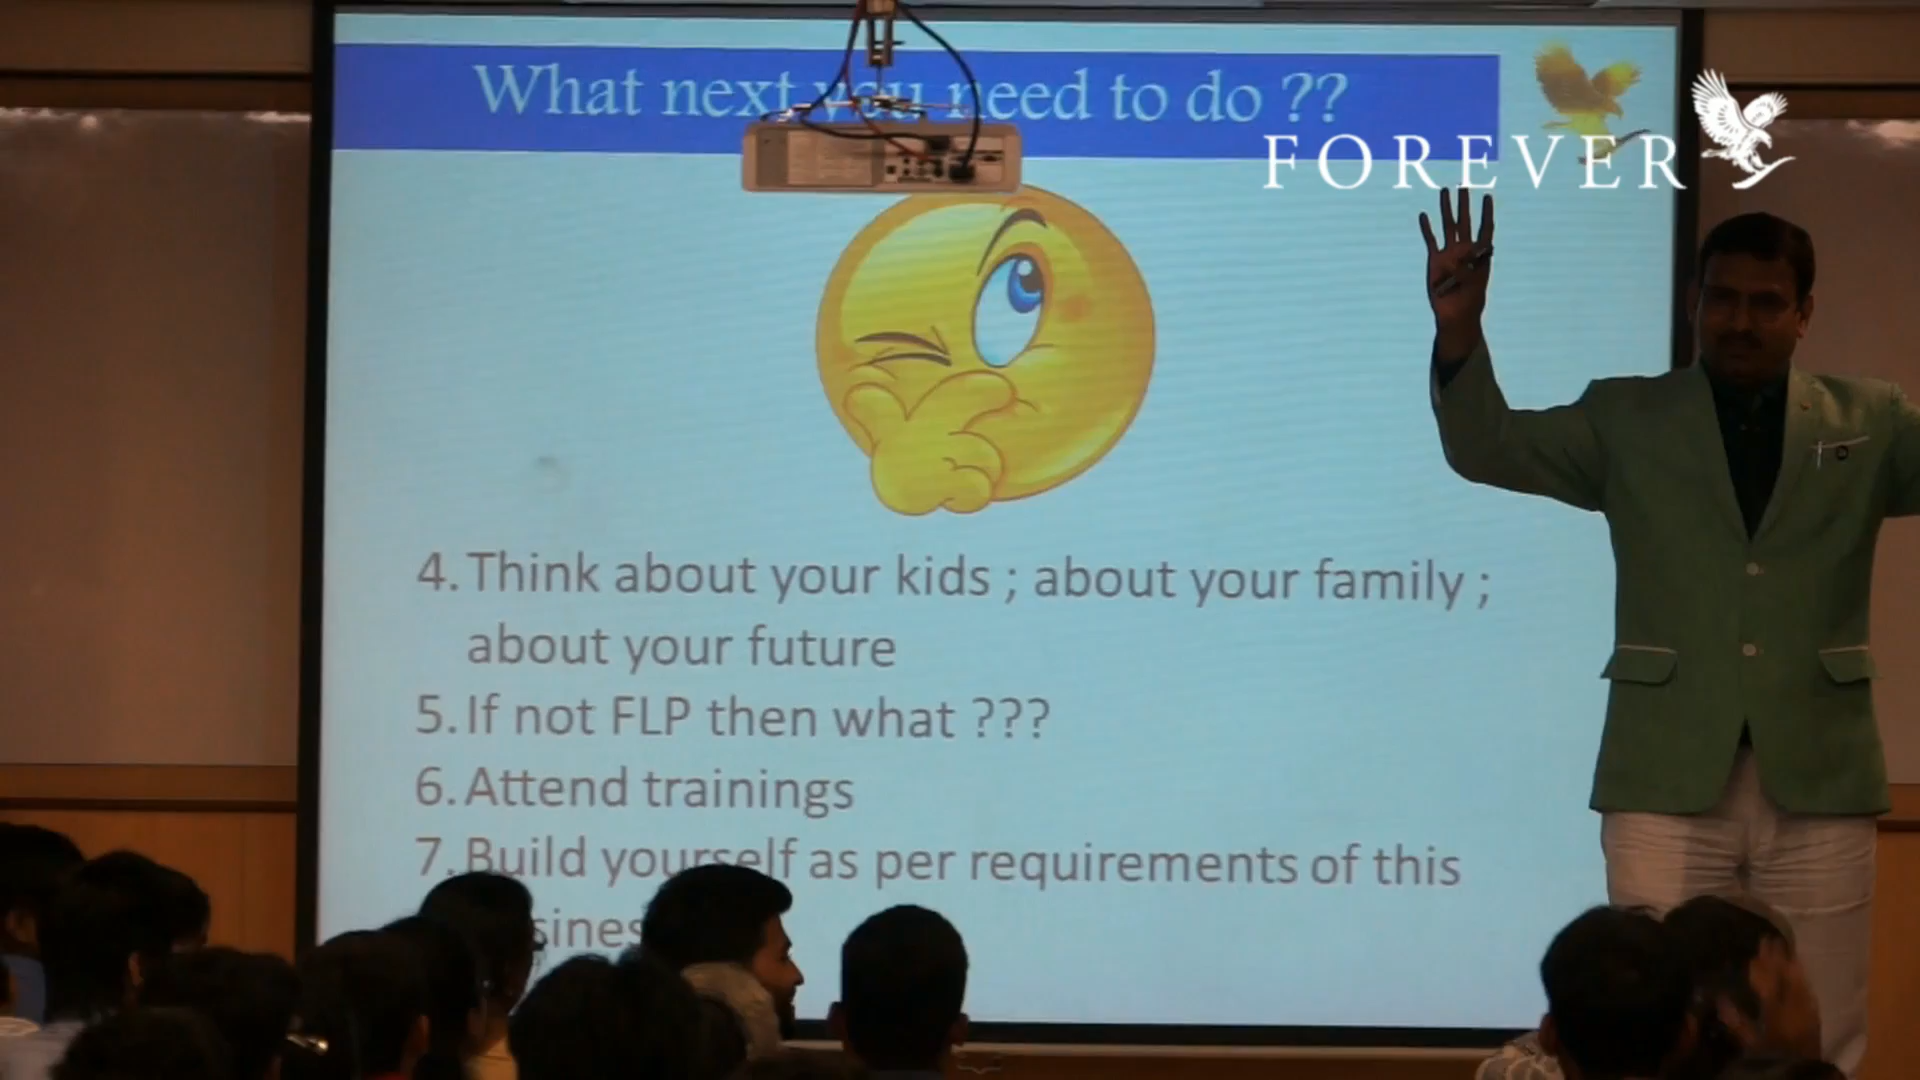 What next you need to do ??
FOREVER
4. Think about your kids ; about your family ;
about your future
5. If not FLP then what ???
6. Attend trainings
7. Build yourself as per requirements of this